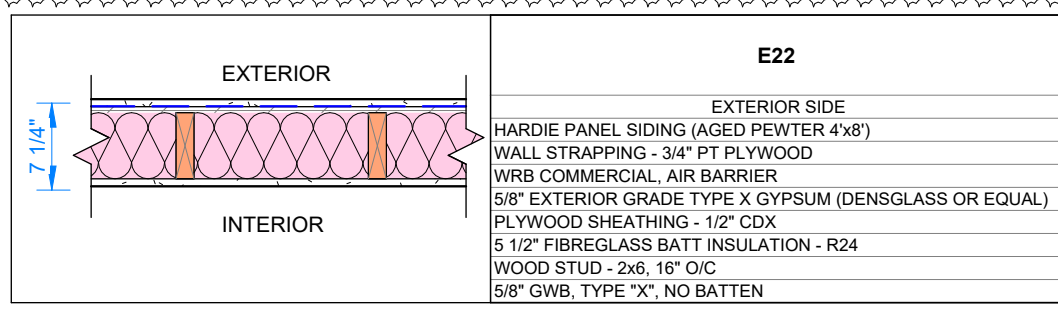 EXTERIOR
7 1/4"
INTERIOR
E22
EXTERIOR SIDE
HARDIE PANEL SIDING (AGED PEWTER 4'x8')
WALL STRAPPING - 3/4" PT PLYWOOD
WRB COMMERCIAL, AIR BARRIER
5/8" EXTERIOR GRADE TYPE X GYPSUM (DENSGLASS OR EQUAL)
PLYWOOD SHEATHING - 1/2" CDX
5 1/2" FIBREGLASS BATT INSULATION - R24
WOOD STUD - 2x6, 16" O/C
5/8" GWB, TYPE "X", NO BATTEN